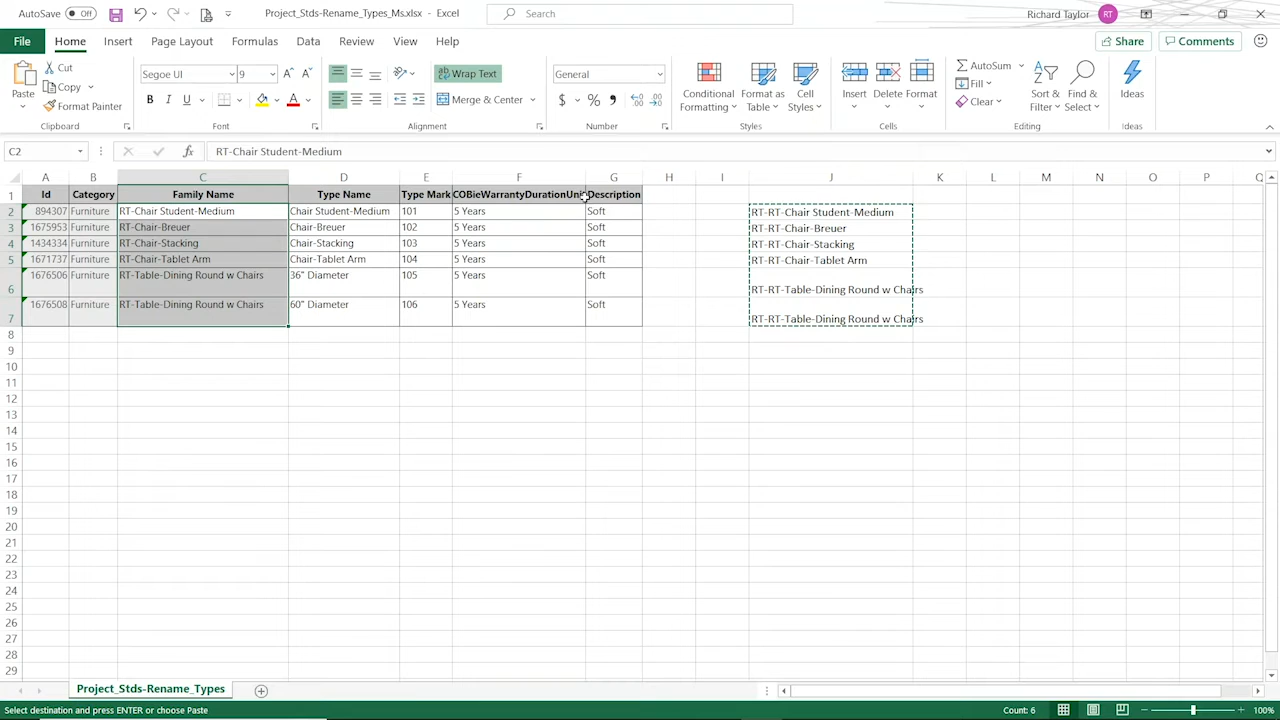 AutoSave Off Project_Stds-Rename_Types_Ms.xlsx - Excel Search Richard Taylor RT
File Home Insert Page Layout Formulas Data Review View Help Share Comments
Paste Cut Copy Format Painter Clipboard
Segoe UI 9 B I U A Font
Wrap Text Merge & Center Alignment
General $ % , Number
Conditional Formatting Format as Table Cell Styles Styles
Insert Delete Format Cells
AutoSum Fill Clear Sort & Filter Find & Select Editing
Ideas Ideas
C2 fx RT-Chair Student-Medium
A B C D E F G H I J K L M N O P Q
1 Id Category Family Name Type Name Type Mark COBieWarrantyDurationUni Description
2 894307 Furniture RT-Chair Student-Medium Chair Student-Medium 101 5 Years Soft RT-RT-Chair Student-Medium
3 1675953 Furniture RT-Chair-Breuer Chair-Breuer 102 5 Years Soft RT-RT-Chair-Breuer
4 1434334 Furniture RT-Chair-Stacking Chair-Stacking 103 5 Years Soft RT-RT-Chair-Stacking
5 1671737 Furniture RT-Chair-Tablet Arm Chair-Tablet Arm 104 5 Years Soft RT-RT-Chair-Tablet Arm
6 1676506 Furniture RT-Table-Dining Round w Chairs 36" Diameter 105 5 Years Soft RT-RT-Table-Dining Round w Chairs
7 1676508 Furniture RT-Table-Dining Round w Chairs 60" Diameter 106 5 Years Soft RT-RT-Table-Dining Round w Chairs
8
9
10
11
12
13
14
15
16
17
18
19
20
21
22
23
24
25
26
27
28
29
Project_Stds-Rename_Types
Select destination and press ENTER or choose Paste Count: 6 100%